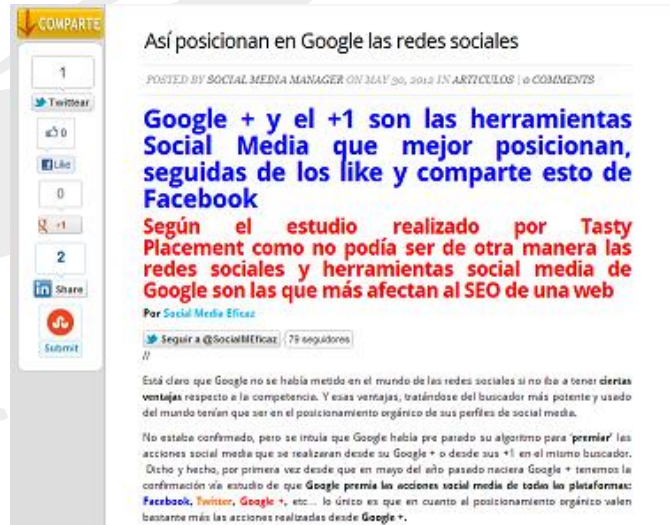 COMPARTE
1
Twittear
0
Like
0
+1
2
Share
Submit
Así posicionan en Google las redes sociales
POSTED BY SOCIAL MEDIA MANAGER ON MAY 30, 2012 IN ARTICULOS | 0 COMMENTS
Google + y el +1 son las herramientas
Social Media que mejor posicionan,
seguidas de los like y comparte esto de
Facebook
Según el estudio realizado por Tasty
Placement como no podía ser de otra manera las
redes sociales y herramientas social media de
Google son las que más afectan al SEO de una web
Por Social Media Eficaz
Seguir a @SocialMEficaz 79 seguidores
//
Está claro que Google no se había metido en el mundo de las redes sociales si no iba a tener ciertas
ventajas respecto a la competencia. Y esas ventajas, tratándose del buscador más potente y usado
del mundo tenían que ser en el posicionamiento orgánico de sus perfiles de social media.
No estaba confirmado, pero se intuía que Google había pre parado su algoritmo para 'premiar' las
acciones social media que se realizaran desde su Google + o desde sus +1 en el mismo buscador.
Dicho y hecho, por primera vez desde que en mayo del año pasado naciera Google + tenemos la
confirmación vía estudio de que Google premia las acciones social media de todas las plataformas:
Facebook, Twitter, Google +, etc... lo único es que en cuanto al posicionamiento orgánico valen
bastante más las acciones realizadas desde Google +.